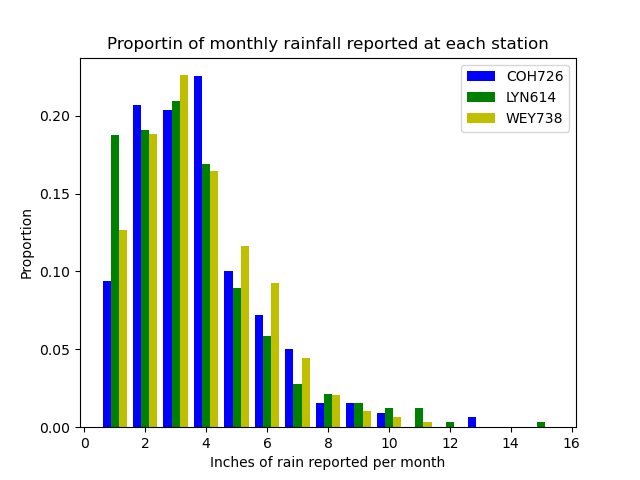 Proportin of monthly rainfall reported at each station
COH726
LYN614
WEY738
Proportion
0.20
0.15
0.10
0.05
0.00
0 2 4 6 8 10 12 14 16
Inches of rain reported per month